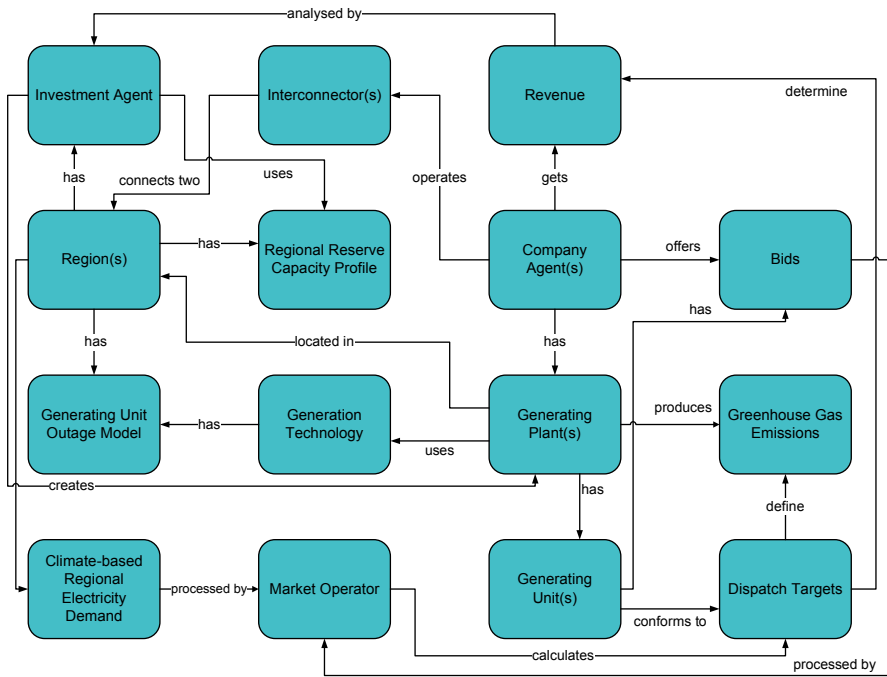 analysed by
Investment Agent
Interconnector(s)
Revenue
determine
has
connects two
uses
operates
gets
Region(s)
has
Regional Reserve
Capacity Profile
Company
Agent(s)
offers
Bids
has
located in
has
has
Generating Unit
Outage Model
has
Generation
Technology
uses
Generating
Plant(s)
produces
Greenhouse Gas
Emissions
creates
has
define
Climate-based
Regional
Electricity
Demand
processed by
Market Operator
Generating
Unit(s)
conforms to
Dispatch Targets
calculates
processed by